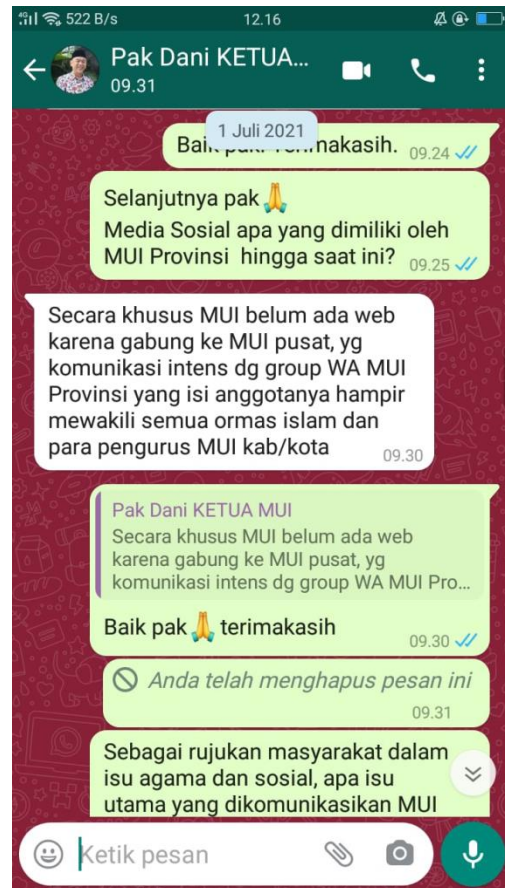 522 B/s
12.16
Pak Dani KETUA...
09.31
1 Juli 2021
Terimakasih. 09.24
Selanjutnya pak🙏
Media Sosial apa yang dimiliki oleh
MUI Provinsi hingga saat ini?
09.25
Secara khusus MUI belum ada web
karena gabung ke MUI pusat, yg
komunikasi intens dg group WA MUI
Provinsi yang isi anggotanya hampir
mewakili semua ormas islam dan
para pengurus MUI kab/kota
09.30
Pak Dani KETUA MUI
Secara khusus MUI belum ada web
karena gabung ke MUI pusat, yg
komunikasi intens dg group WA MUI Pro...
Baik pak🙏 terimakasih
09.30
Anda telah menghapus pesan ini
09.31
Sebagai rujukan masyarakat dalam
isu agama dan sosial, apa isu
utama yang dikomunikasikan MUI
Ketik pesan